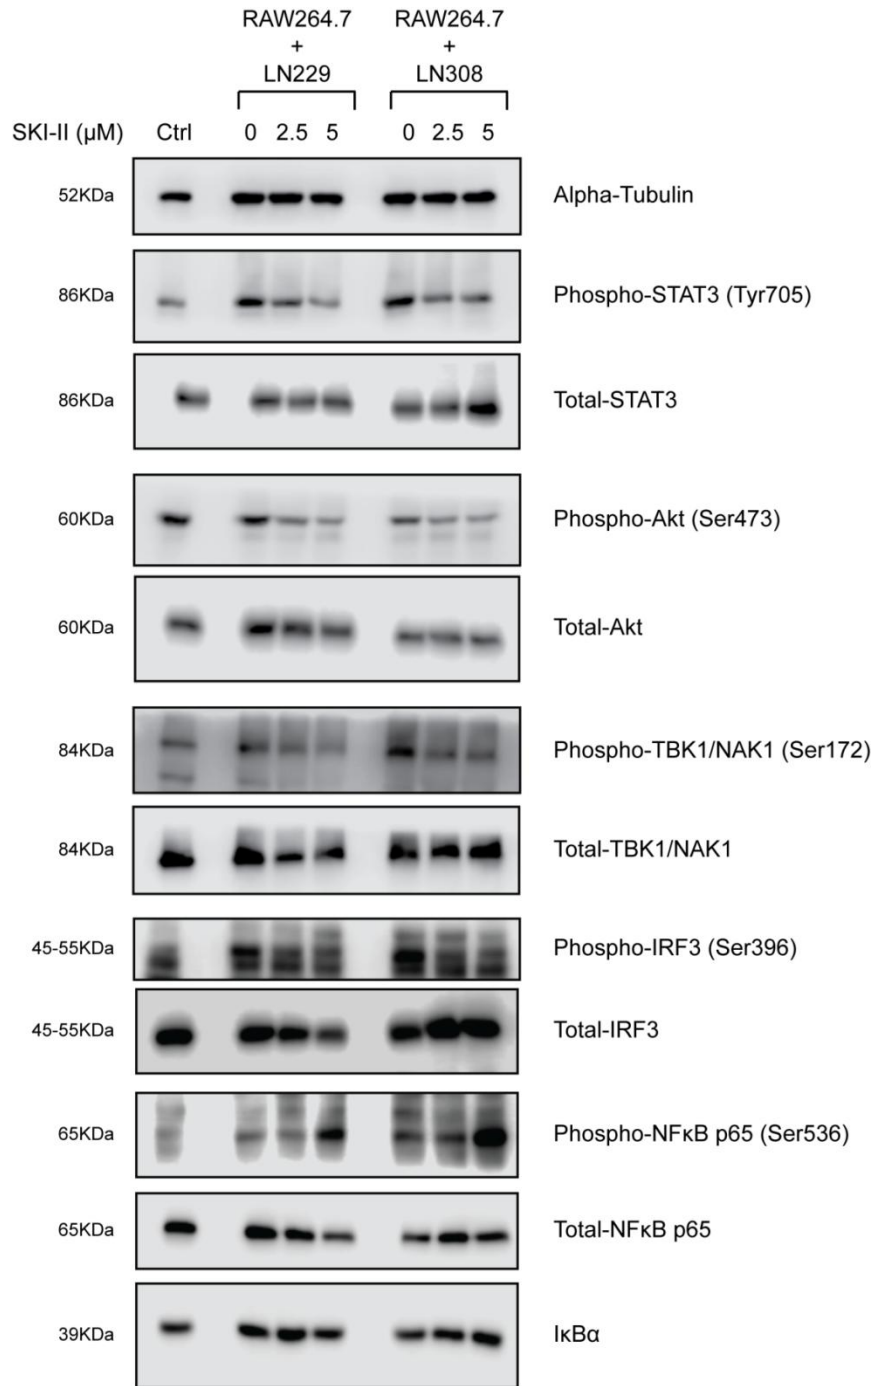 RAW264.7 RAW264.7
+ +
LN229 LN308
SKI-II (µM) Ctrl 0 2.5 5 0 2.5 5
52KDa Alpha-Tubulin
86KDa Phospho-STAT3 (Tyr705)
86KDa Total-STAT3
60KDa Phospho-Akt (Ser473)
60KDa Total-Akt
84KDa Phospho-TBK1/NAK1 (Ser172)
84KDa Total-TBK1/NAK1
45-55KDa Phospho-IRF3 (Ser396)
45-55KDa Total-IRF3
65KDa Phospho-NFκB p65 (Ser536)
65KDa Total-NFκB p65
39KDa IκBα